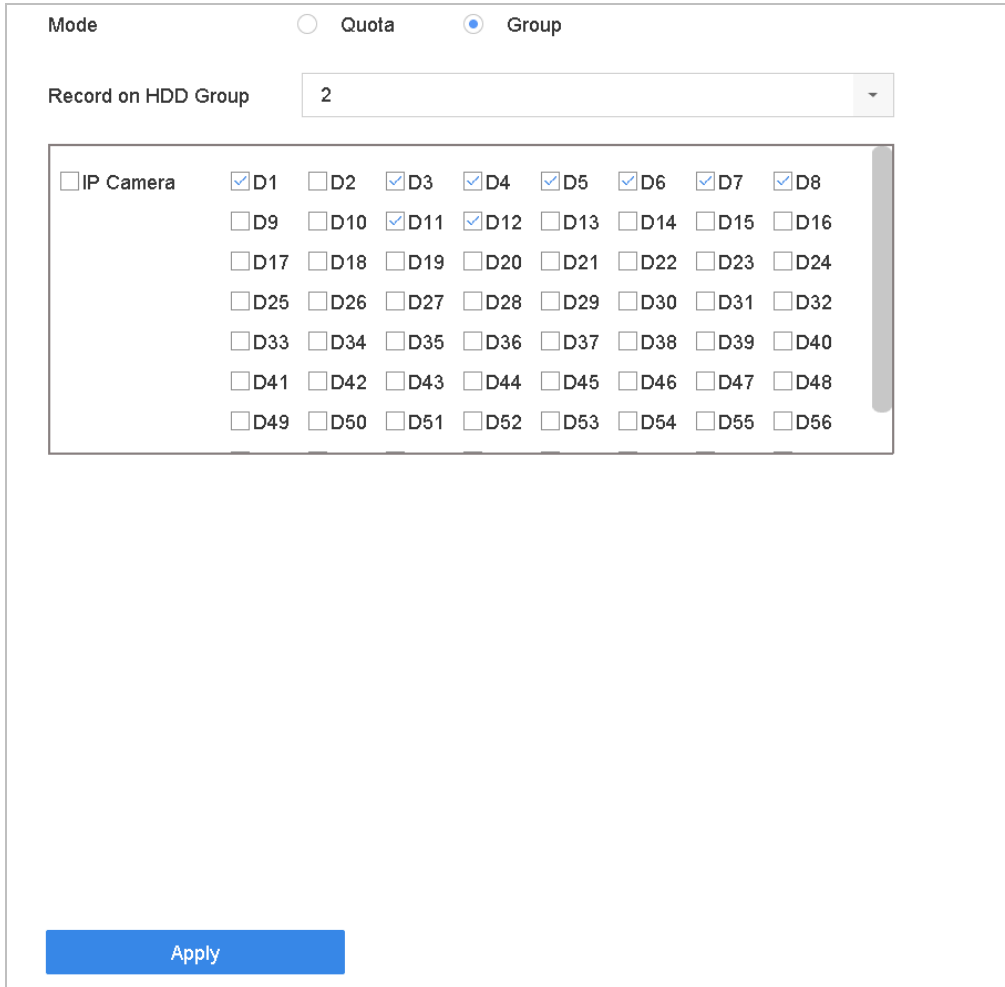 Mode Quota Group
Record on HDD Group 2
IP Camera D1 D2 D3 D4 D5 D6 D7 D8
D9 D10 D11 D12 D13 D14 D15 D16
D17 D18 D19 D20 D21 D22 D23 D24
D25 D26 D27 D28 D29 D30 D31 D32
D33 D34 D35 D36 D37 D38 D39 D40
D41 D42 D43 D44 D45 D46 D47 D48
D49 D50 D51 D52 D53 D54 D55 D56
Apply